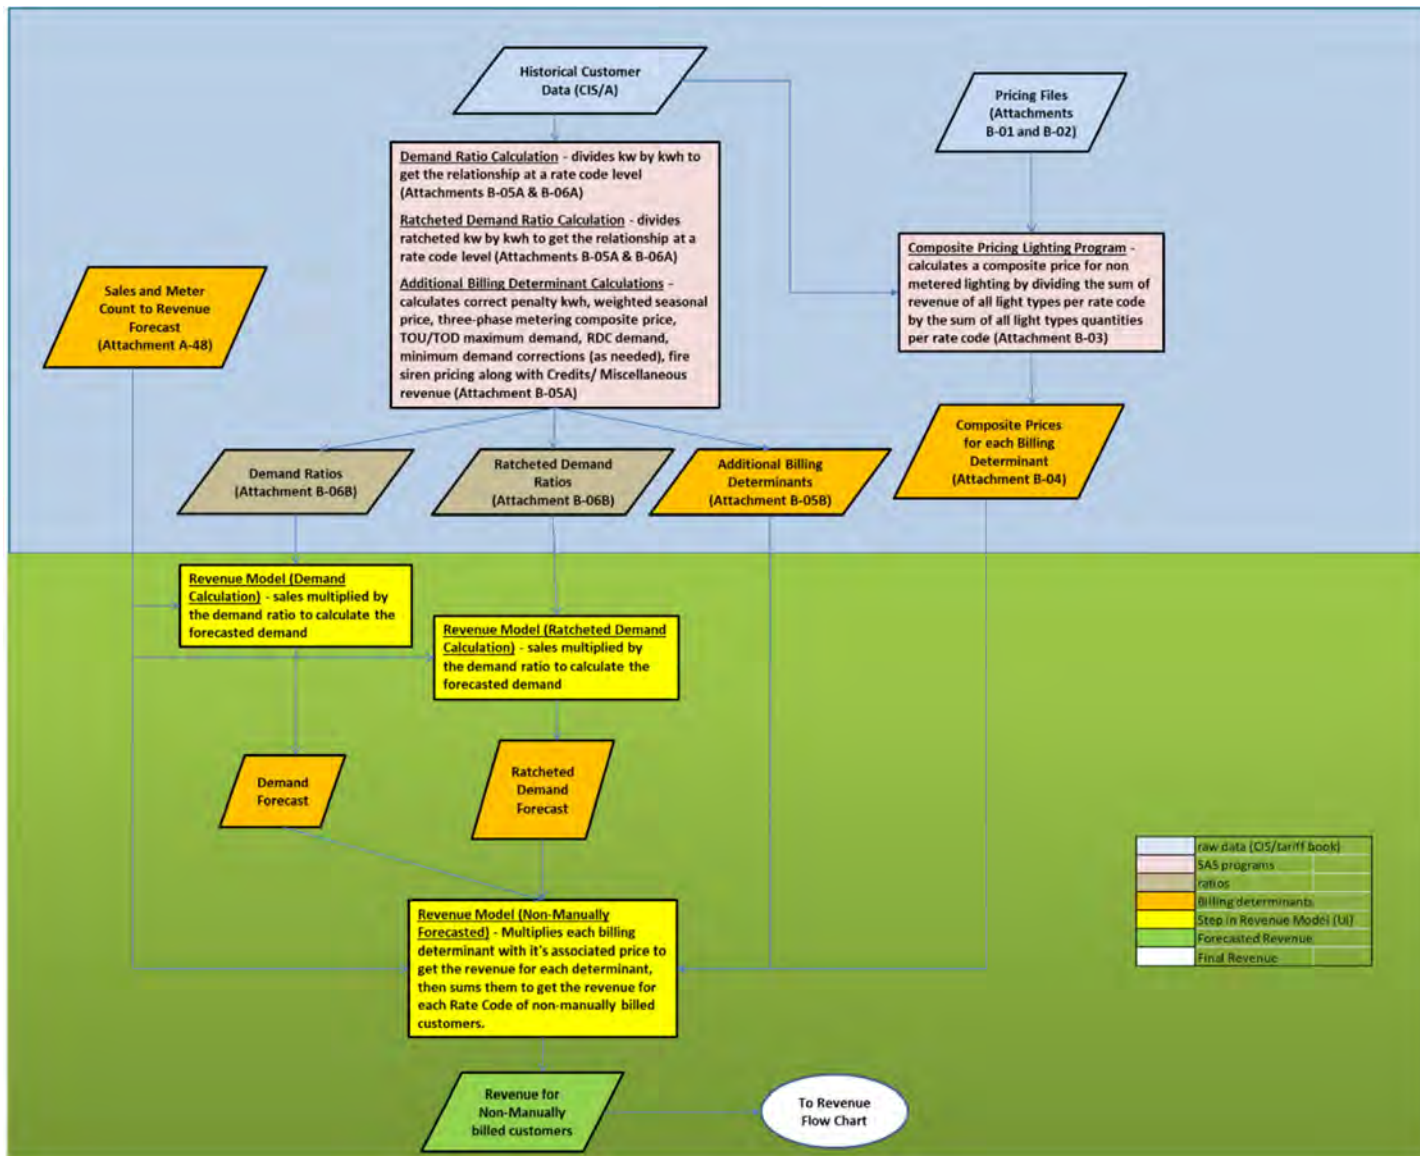 Historical Customer
Data (CIS/A)
Pricing Files
(Attachments
B-01 and B-02)
Demand Ratio Calculation - divides kw by kwh to
get the relationship at a rate code level
(Attachments B-05A & B-06A)
Ratcheted Demand Ratio Calculation - divides
ratcheted kw by kwh to get the relationship at a
rate code level (Attachments B-05A & B-06A)
Additional Billing Determinant Calculations -
calculates correct penalty kwh, weighted seasonal
price, three-phase metering composite price,
TOU/TOD maximum demand, RDC demand,
minimum demand corrections (as needed), fire
siren pricing along with Credits/ Miscellaneous
revenue (Attachment B-05A)
Composite Pricing Lighting Program -
calculates a composite price for non
metered lighting by dividing the sum of
revenue of all light types per rate code
by the sum of all light types quantities
per rate code (Attachment B-03)
Sales and Meter
Count to Revenue
Forecast
(Attachment A-48)
Demand Ratios
(Attachment B-06B)
Ratcheted Demand
Ratios
(Attachment B-06B)
Additional Billing
Determinants
(Attachment B-05B)
Composite Prices
for each Billing
Determinant
(Attachment B-04)
Revenue Model (Demand
Calculation) - sales multiplied by
the demand ratio to calculate the
forecasted demand
Revenue Model (Ratcheted Demand
Calculation) - sales multiplied by
the demand ratio to calculate the
forecasted demand
Demand
Forecast
Ratcheted
Demand
Forecast
raw data (CIS/tariff book)
SAS programs
ratios
Billing determinants
Step in Revenue Model (UI)
Forecasted Revenue
Final Revenue
Revenue Model (Non-Manually
Forecasted) - Multiplies each billing
determinant with it's associated price to
get the revenue for each determinant,
then sums them to get the revenue for
each Rate Code of non-manually billed
customers.
Revenue for
Non-Manually
billed customers
To Revenue
Flow Chart